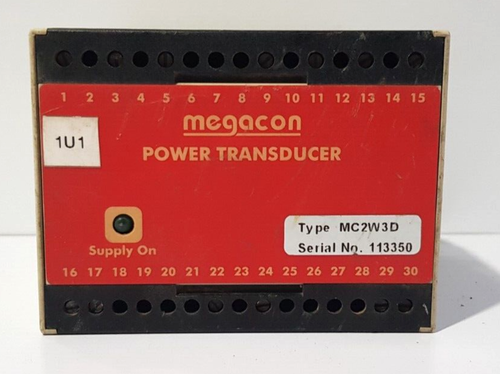 1 2 3 4 5 6 7 8 9 10 11 12 13 14 15
megacon
1U1
POWER TRANSDUCER
Type MC2W3D
Supply On
Serial No. 113350
16 17 18 19 20 21 22 23 24 25 26 27 28 29 30